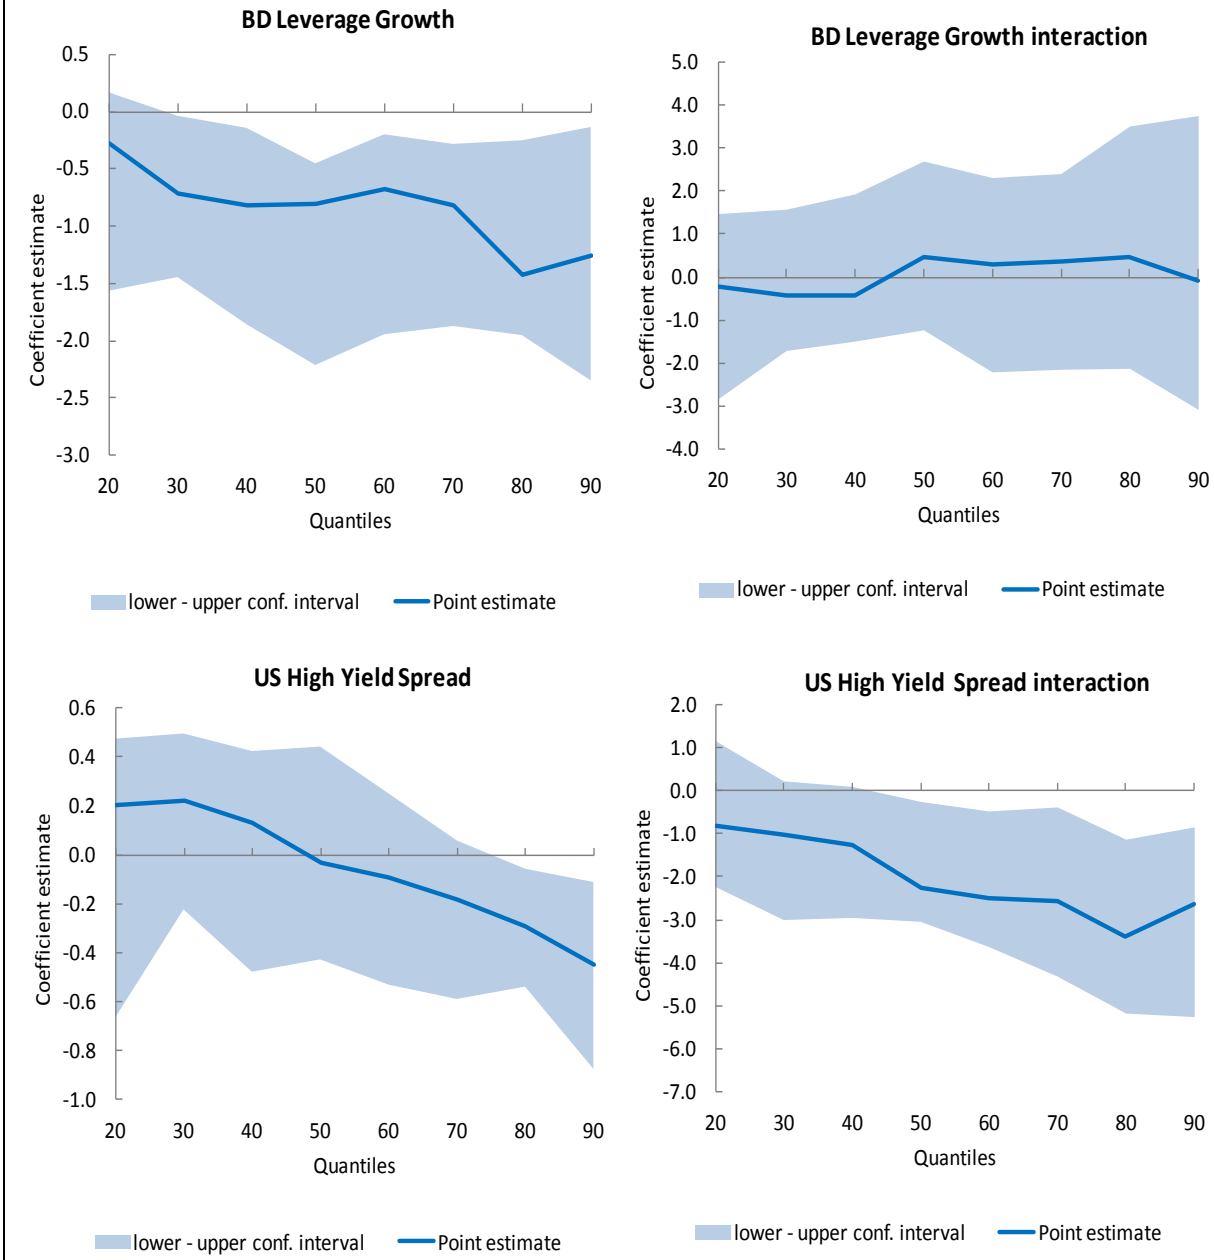 BD Leverage Growth
0.5
0.0
-0.5
-1.0
-1.5
-2.0
-2.5
-3.0
Coefficient estimate
20 30 40 50 60 70 80 90
Quantiles
lower - upper conf. interval Point estimate
BD Leverage Growth interaction
5.0
4.0
3.0
2.0
1.0
0.0
-1.0
-2.0
-3.0
-4.0
Coefficient estimate
20 30 40 50 60 70 80 90
Quantiles
lower - upper conf. interval Point estimate
US High Yield Spread
0.6
0.4
0.2
0.0
-0.2
-0.4
-0.6
-0.8
-1.0
Coefficient estimate
20 30 40 50 60 70 80 90
Quantiles
lower - upper conf. interval Point estimate
US High Yield Spread interaction
2.0
1.0
0.0
-1.0
-2.0
-3.0
-4.0
-5.0
-6.0
-7.0
Coefficient estimate
20 30 40 50 60 70 80 90
Quantiles
lower - upper conf. interval Point estimate